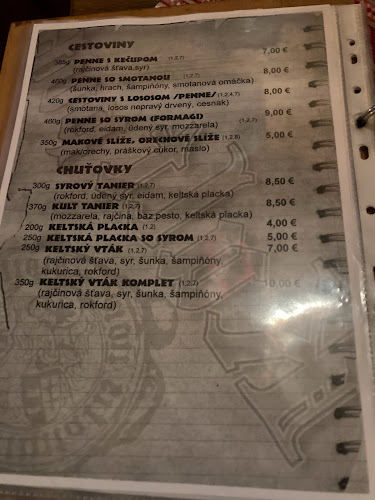 CESTOVINY
385g PENNE S KEČUPOM (1,2,7) 7,00 €
(rajčinová šťava,syr)
450g PENNE SO SMOTANOU (1,2,7) 8,00 €
(šunka, hrach, šampiňóny, smotanová omáčka)
420g CESTOVINY S LOSOSOM /PENNE/ (1,2,4,7) 8,00 €
(smotana, losos nepravý drvený, cesnak)
460g PENNE SO SYROM (FORMAGI) (1,2,7) 9,00 €
(rokford, eidam, údený syr, mozzarela)
350g MAKOVÉ SLÍŽE, ORECHOVÉ SLÍŽE (1,2,8) 5,00 €
(mak/orechy, práškový cukor, maslo)
CHUŤOVKY
300g SYROVÝ TANIER (1,2,7) 8,50 €
(rokford, údený syr, eidam, keltská placka)
370g KULT TANIER (1,2,7) 8,50 €
(mozzarela, rajčina, baz.pesto, keltská placka)
200g KELTSKÁ PLACKA (1,2) 4,00 €
250g KELTSKÁ PLACKA SO SYROM (1,2,7) 5,00 €
250g KELTSKÝ VTÁK (1,2,7) 7,00 €
(rajčinová šťava, syr, šunka, šampiňóny,
kukurica, rokford)
350g KELTSKÝ VTÁK KOMPLET (1,2,7) 10,00 €
(rajčinová šťava, syr, šunka, šampiňóny,
kukurica, rokford)